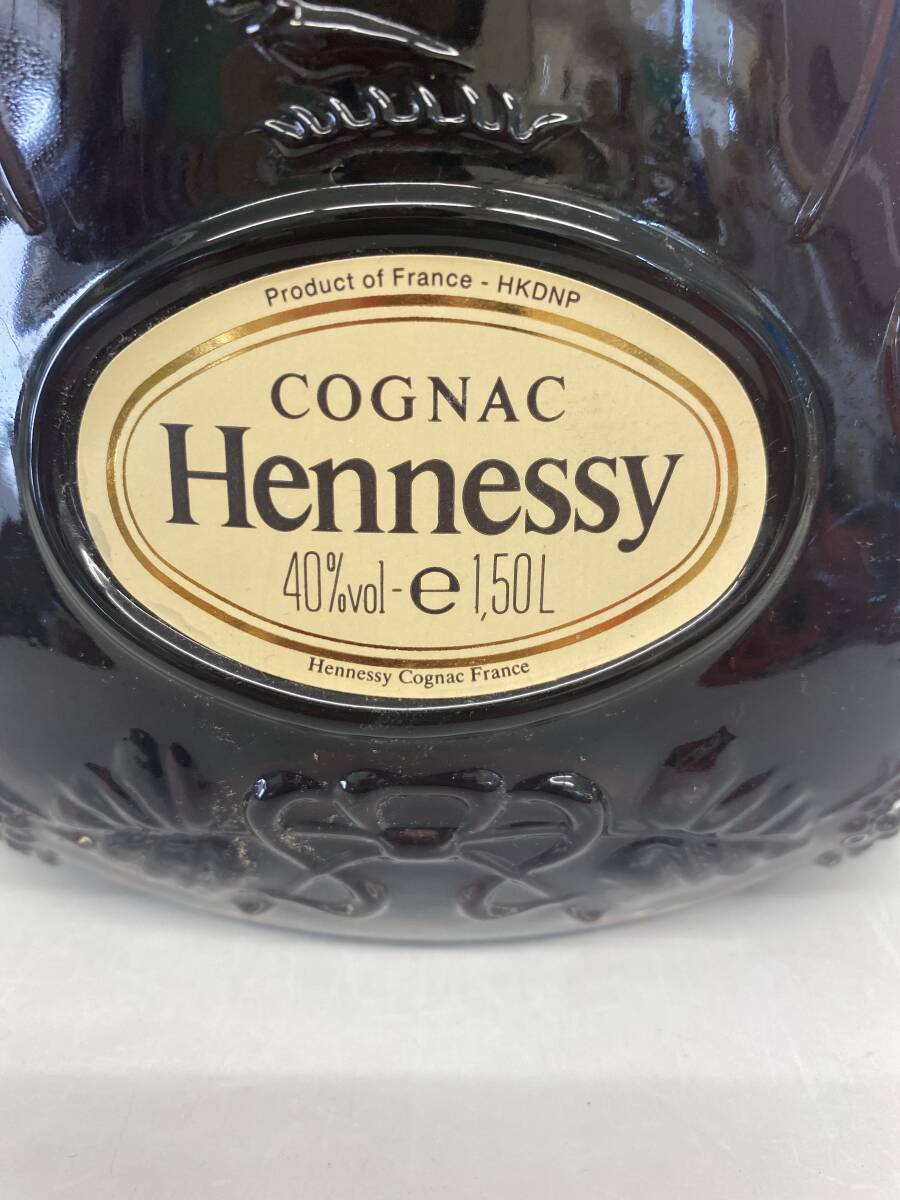 Product of France - HKDNP
COGNAC
Hennessy
40%vol - e 1,50L
Hennessy Cognac France